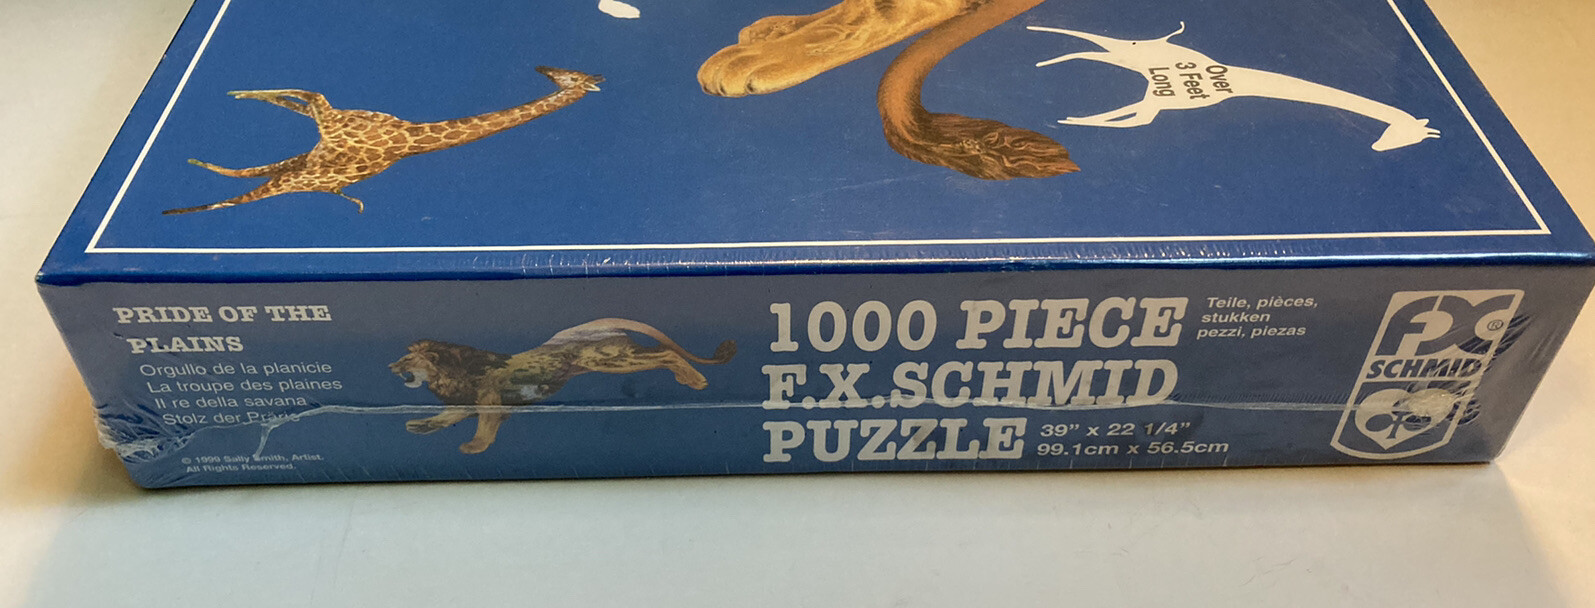 Over
3 Feet
Long
PRIDE OF THE
PLAINS
Orgullo de la planicie
La troupe des plaines
Il re della savana
Stolz der Prärie
© 1999 Sally Smith, Artist.
All Rights Reserved.
1000 PIECE
F.X.SCHMID
PUZZLE
Teile, pièces,
stukken
pezzi, piezas
39” x 22 1/4”
99.1cm x 56.5cm
FX®
SCHMID